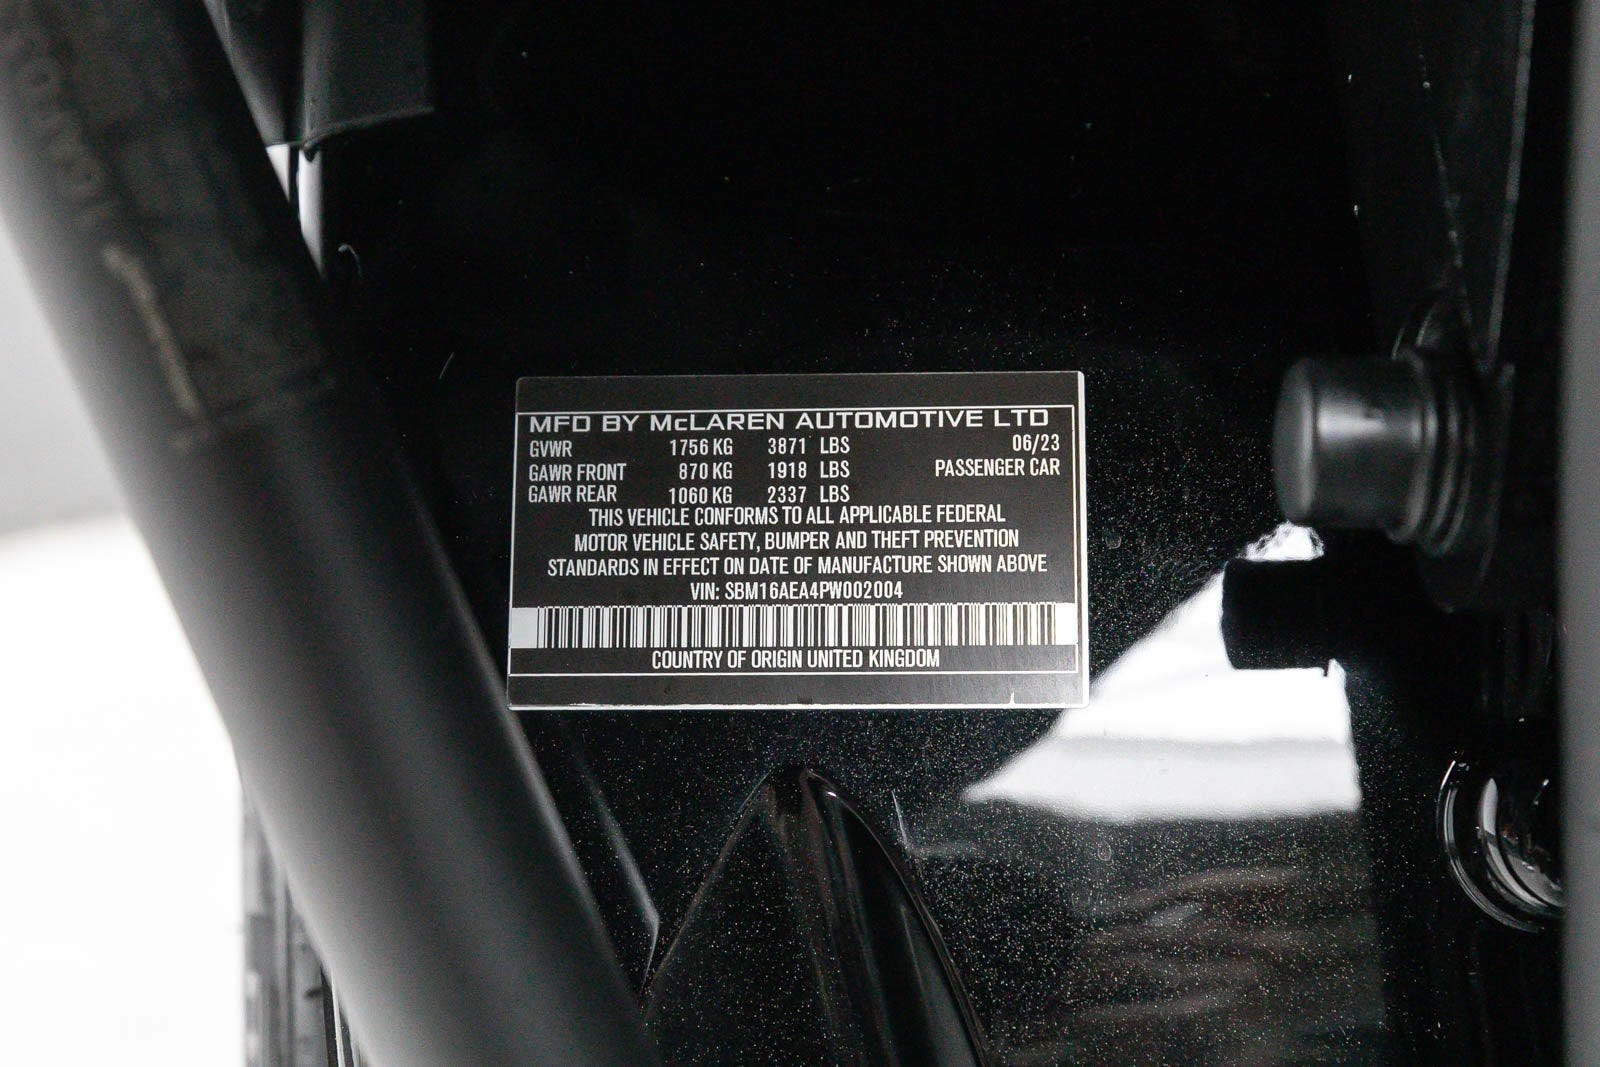 MFD BY McLAREN AUTOMOTIVE LTD
GVWR 1756 KG 3871 LBS 06/23
GAWR FRONT 870 KG 1918 LBS PASSENGER CAR
GAWR REAR 1060 KG 2337 LBS
THIS VEHICLE CONFORMS TO ALL APPLICABLE FEDERAL
MOTOR VEHICLE SAFETY, BUMPER AND THEFT PREVENTION
STANDARDS IN EFFECT ON DATE OF MANUFACTURE SHOWN ABOVE
VIN: SBM16AEA4PW002004
COUNTRY OF ORIGIN UNITED KINGDOM